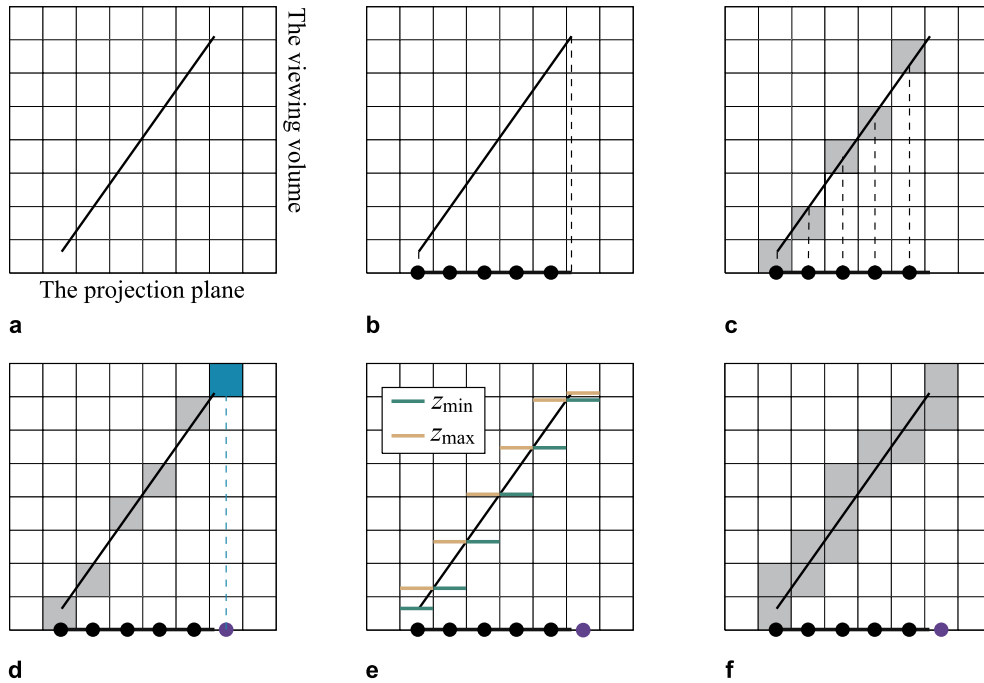 The viewing volume
The projection plane
a
b
c
z_min
z_max
d
e
f